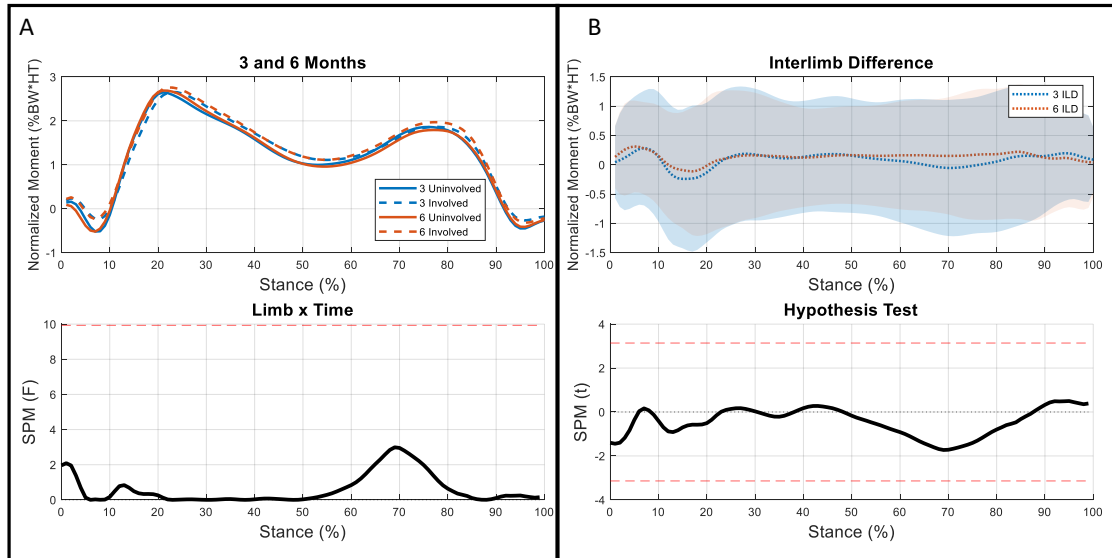 A
3 and 6 Months
Normalized Moment (%BW*HT)
3
2
1
0
-1
3 Uninvolved
3 Involved
6 Uninvolved
6 Involved
0 10 20 30 40 50 60 70 80 90 100
Stance (%)
Limb x Time
SPM (F)
10
8
6
4
2
0
0 10 20 30 40 50 60 70 80 90 100
Stance (%)
B
Interlimb Difference
Normalized Moment (%BW*HT)
1.5
1
0.5
0
-0.5
-1
-1.5
3 ILD
6 ILD
0 10 20 30 40 50 60 70 80 90 100
Stance (%)
Hypothesis Test
SPM (t)
4
2
0
-2
-4
0 10 20 30 40 50 60 70 80 90 100
Stance (%)